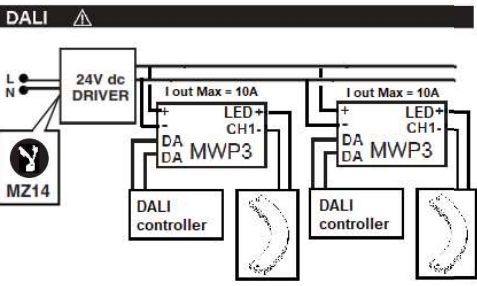 DALI
L
N
24V dc
DRIVER
MZ14
I out Max = 10A
+
-
LED+
CH1-
DA
DA
MWP3
DALI
controller
I out Max = 10A
+
-
LED+
CH1-
DA
DA
MWP3
DALI
controller